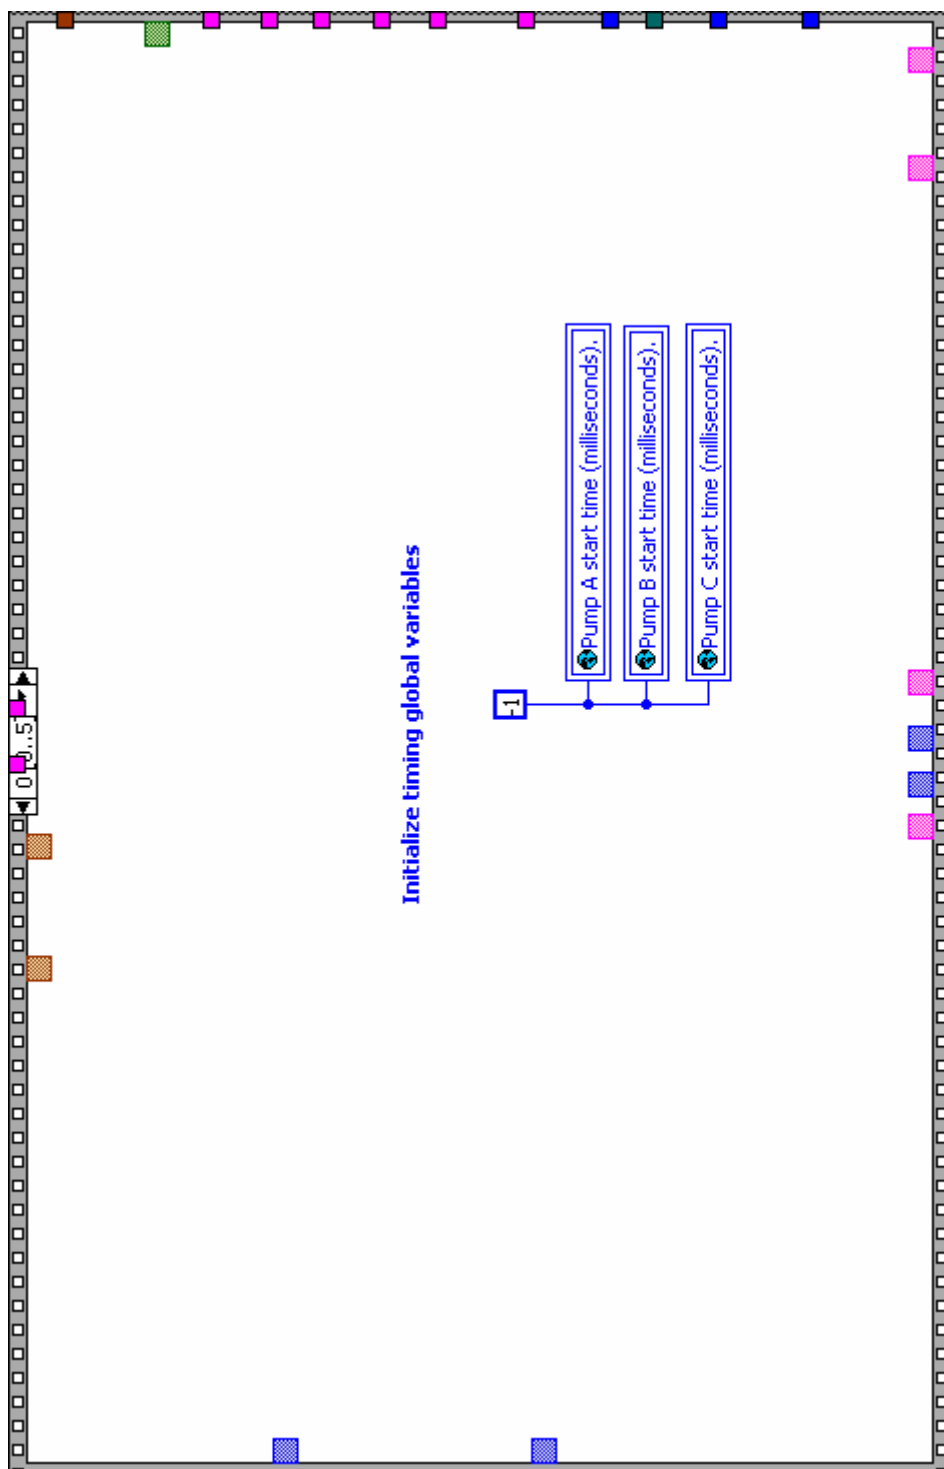 0 [0..5]
Initialize timing global variables
-1
Pump A start time (milliseconds).
Pump B start time (milliseconds).
Pump C start time (milliseconds).